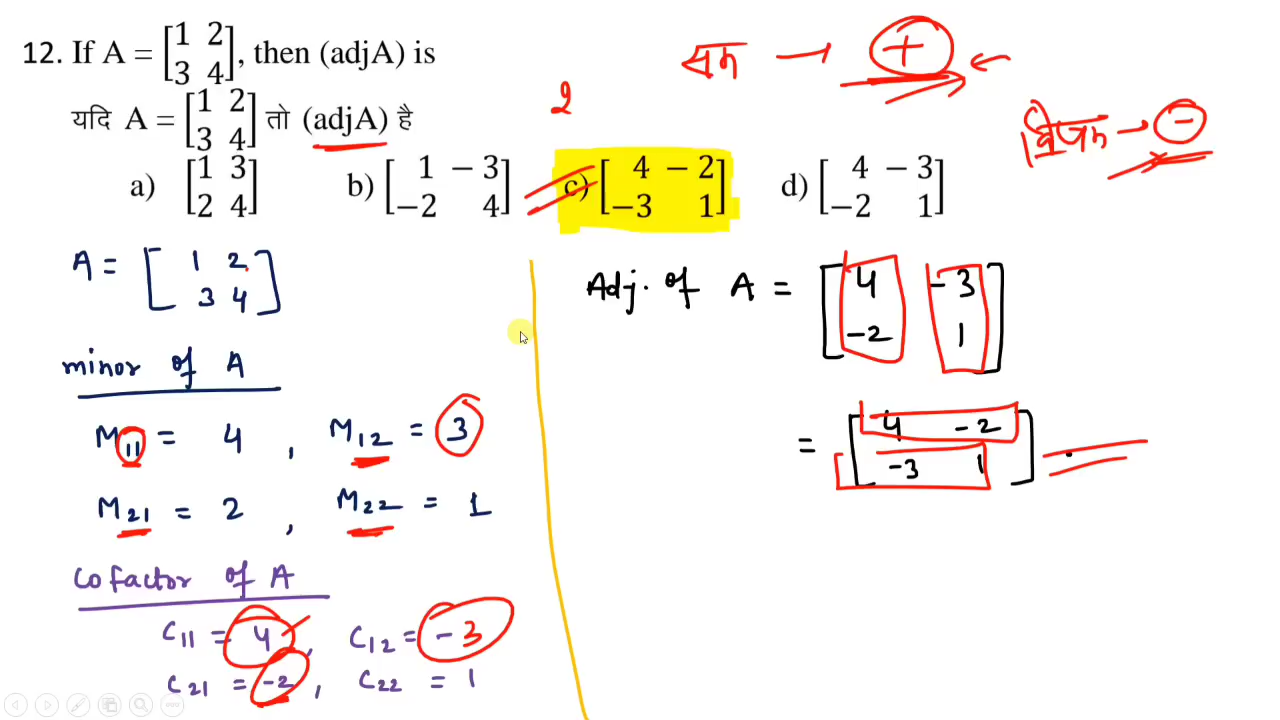 12. If A = [1 2 3 4], then (adjA) is
यदि A = [1 2 3 4] तो (adjA) है
a) [1 3 2 4] b) [1 −3 −2 4] c) [4 −2 −3 1] d) [4 −3 −2 1]
सम → +
विषम → −
2
A = [1 2 3 4]
minor of A
M11 = 4, M12 = 3
M21 = 2, M22 = 1
Cofactor of A
C11 = 4, C12 = -3
C21 = -2, C22 = 1
Adj. of A = [4 -3 -2 1]
= [4 -2 -3 1]